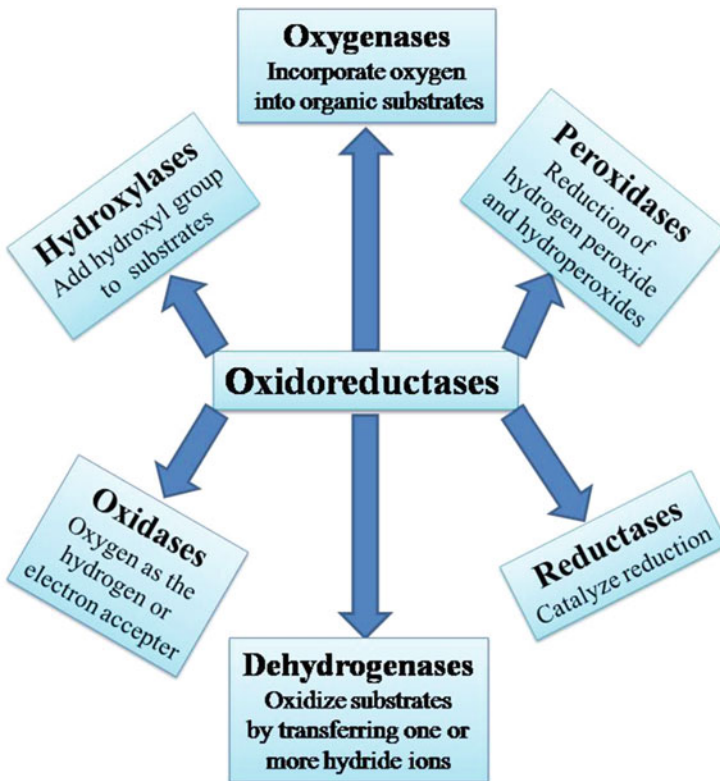 Oxygenases
Incorporate oxygen
into organic substrates
Hydroxylases
Add hydroxyl group
to substrates
Peroxidases
Reduction of
hydrogen peroxide
and hydroperoxides
Oxidoreductases
Oxidases
Oxygen as the
hydrogen or
electron accepter
Reductases
Catalyze reduction
Dehydrogenases
Oxidize substrates
by transferring one or
more hydride ions